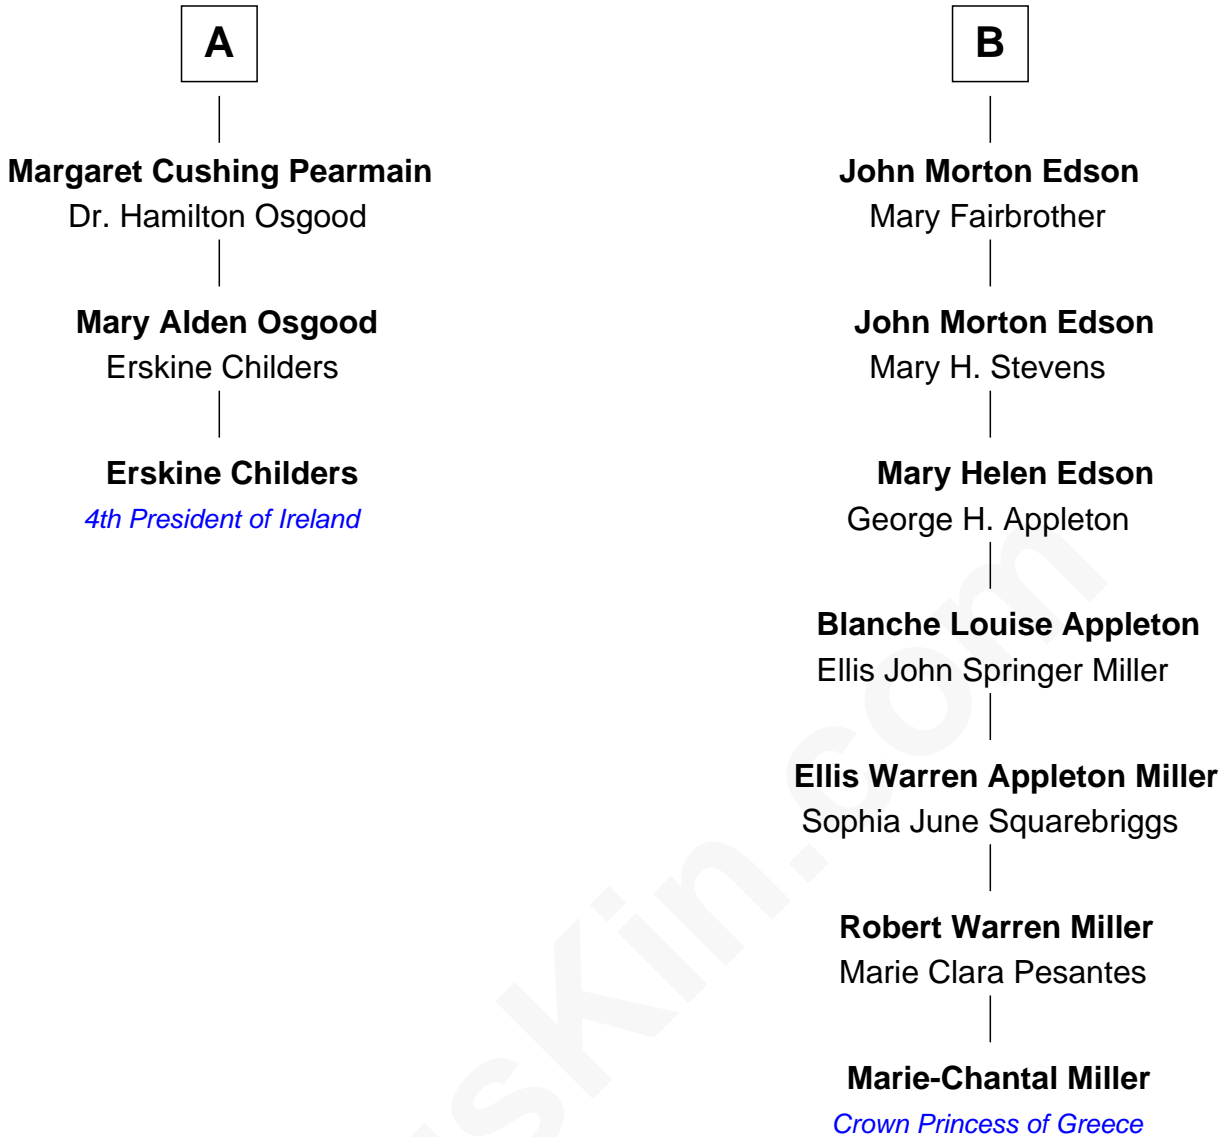 A
Margaret Cushing Pearmain
Dr. Hamilton Osgood
Mary Alden Osgood
Erskine Childers
Erskine Childers
4th President of Ireland
B
John Morton Edson
Mary Fairbrother
John Morton Edson
Mary H. Stevens
Mary Helen Edson
George H. Appleton
Blanche Louise Appleton
Ellis John Springer Miller
Ellis Warren Appleton Miller
Sophia June Squarebriggs
Robert Warren Miller
Marie Clara Pesantes
Marie-Chantal Miller
Crown Princess of Greece
sKin.com